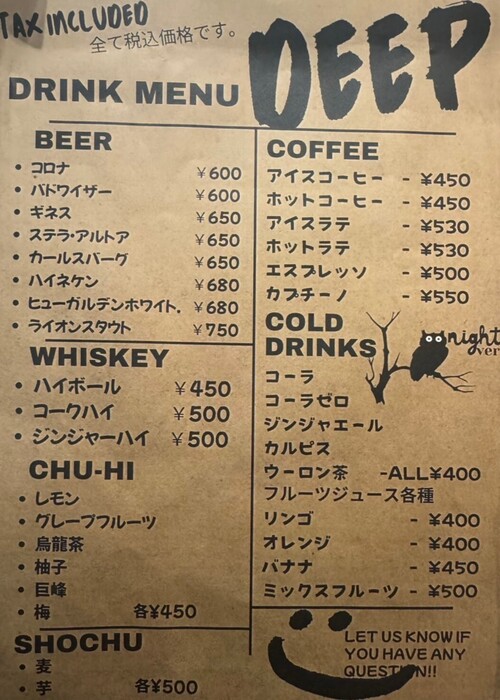 TAX INCLUDED
全て税込価格です。
DEEP
DRINK MENU
BEER
• コロナ ¥600
• バドワイザー ¥600
• ギネス ¥650
• ステラ・アルトア ¥650
• カールスバーグ ¥650
• ハイネケン ¥680
• ヒューガルデンホワイト. ¥680
• ライオンスタウト ¥750
WHISKEY
• ハイボール ¥450
• コークハイ ¥500
• ジンジャーハイ ¥500
CHU-HI
• レモン
• グレープフルーツ
• 烏龍茶
• 柚子
• 巨峰
• 梅 各¥450
SHOCHU
• 麦
• 芋 各¥500
COFFEE
アイスコーヒー - ¥450
ホットコーヒー - ¥450
アイスラテ - ¥530
ホットラテ - ¥530
エスプレッソ - ¥500
カプチーノ - ¥550
COLD
DRINKS
night
ver
コーラ
コーラゼロ
ジンジャエール
カルピス
ウーロン茶 -ALL¥400
フルーツジュース各種
リンゴ - ¥400
オレンジ - ¥400
バナナ - ¥450
ミックスフルーツ - ¥500
LET US KNOW IF
YOU HAVE ANY
QUESTION!!